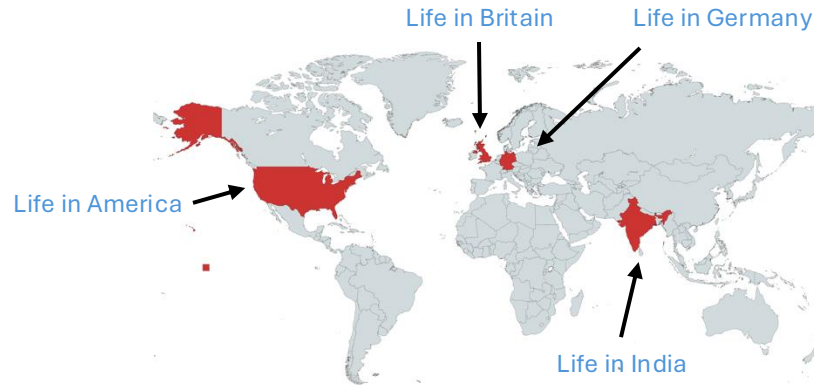 Life in Britain
Life in Germany
Life in America
Life in India